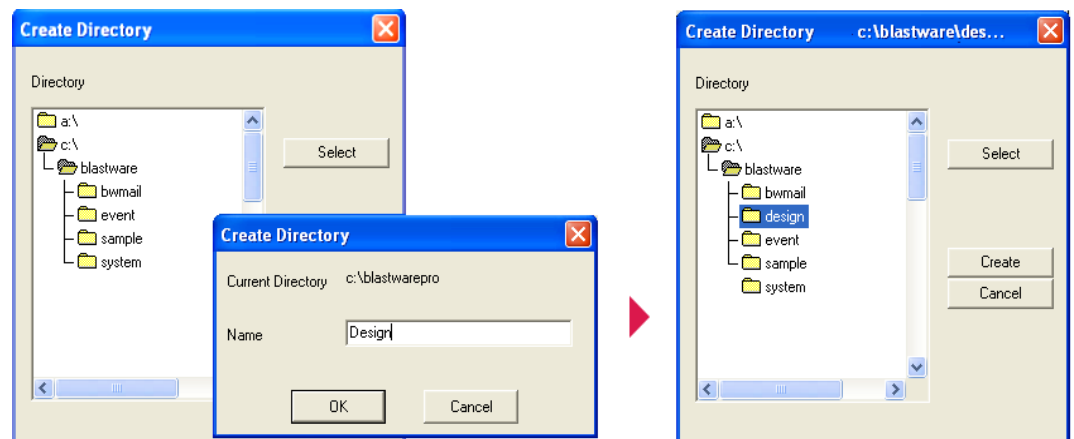 Create Directory
Directory
a:\
c:\
blastware
bwmail
event
sample
system
Select
Create Directory
Current Directory c:\blastwarepro
Name Design
OK Cancel
Create Directory c:\blastware\des...
Directory
a:\
c:\
blastware
bwmail
design
event
sample
system
Select
Create
Cancel